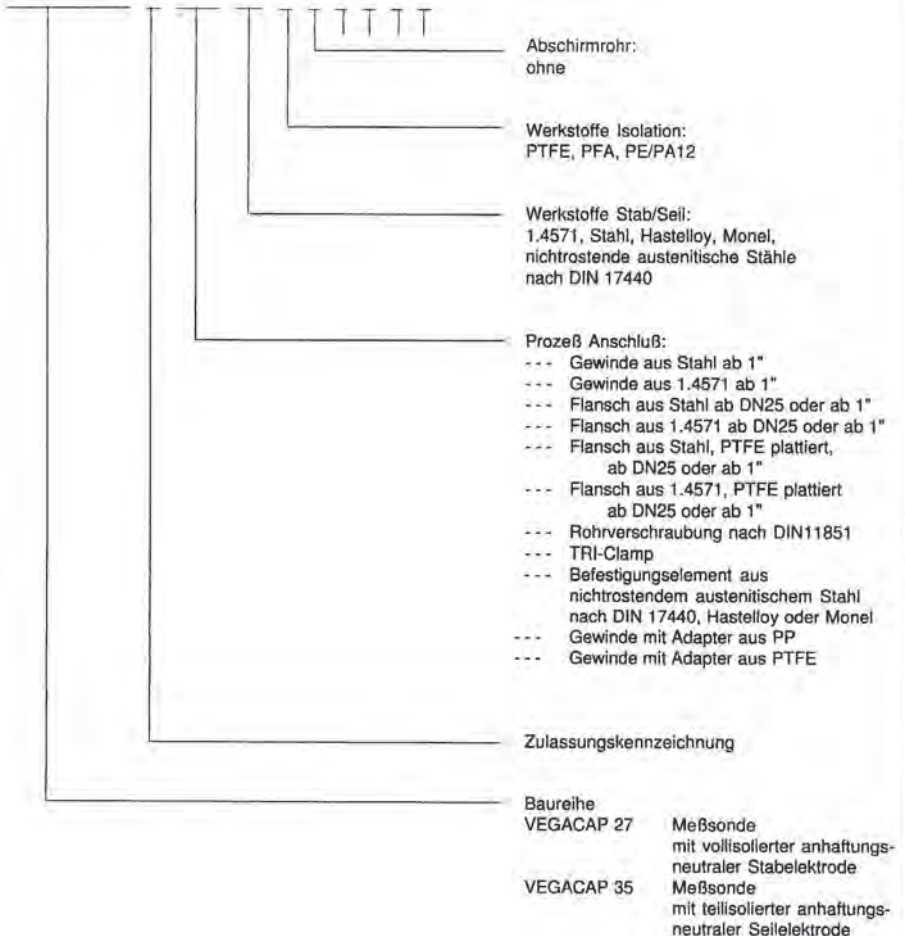 Abschirmrohr:
ohne
Werkstoffe Isolation:
PTFE, PFA, PE/PA12
Werkstoffe Stab/Seil:
1.4571, Stahl, Hastelloy, Monel,
nichtrostende austenitische Stähle
nach DIN 17440
Prozeß Anschluß:
--- Gewinde aus Stahl ab 1"
--- Gewinde aus 1.4571 ab 1"
--- Flansch aus Stahl ab DN25 oder ab 1"
--- Flansch aus 1.4571 ab DN25 oder ab 1"
--- Flansch aus Stahl, PTFE plattiert,
ab DN25 oder ab 1"
--- Flansch aus 1.4571, PTFE plattiert
ab DN25 oder ab 1"
--- Rohrverschraubung nach DIN11851
--- TRI-Clamp
--- Befestigungselement aus
nichtrostendem austenitischem Stahl
nach DIN 17440, Hastelloy oder Monel
--- Gewinde mit Adapter aus PP
--- Gewinde mit Adapter aus PTFE
Zulassungskennzeichnung
Baureihe
VEGACAP 27 Meßsonde
mit vollisolierter anhaftungs-
neutraler Stabelektrode
VEGACAP 35 Meßsonde
mit teilisolierter anhaftungs-
neutraler Seilelektrode